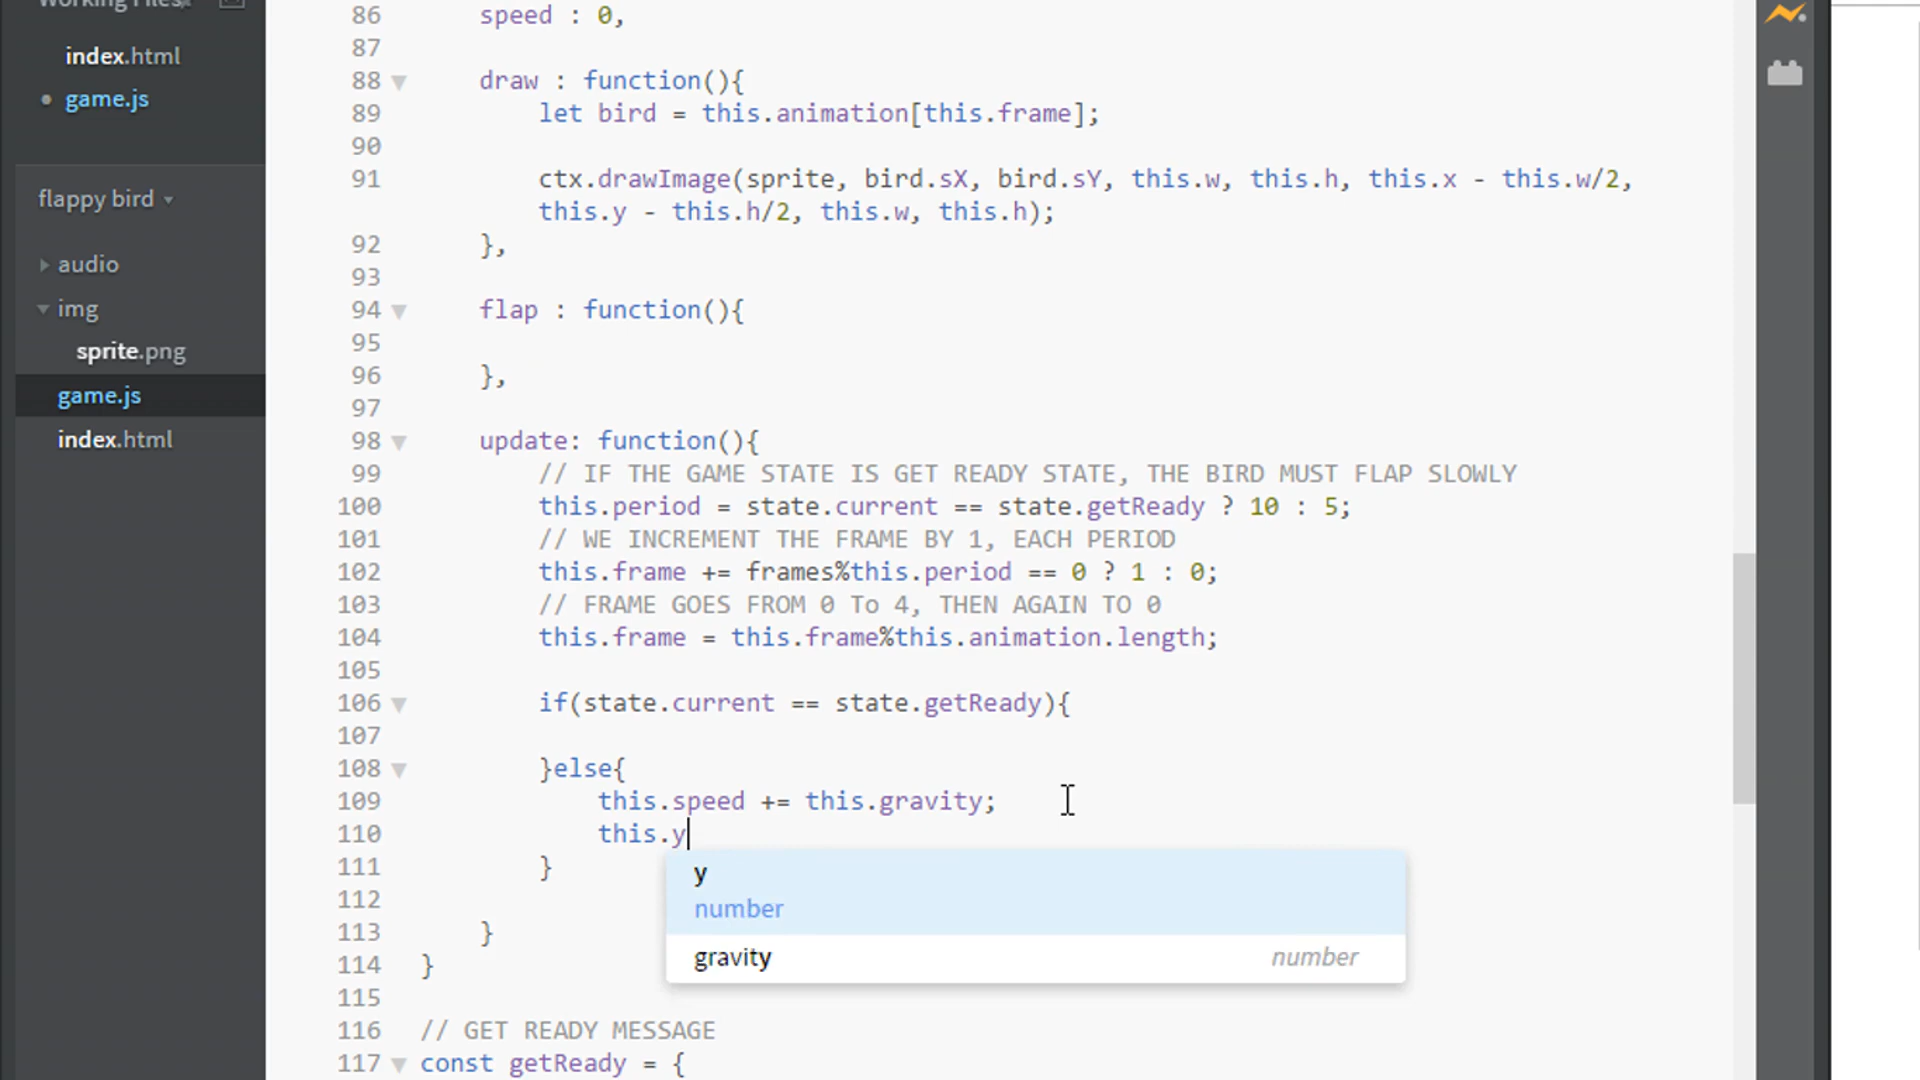 Working Files
index.html
game.js
flappy bird
audio
img
sprite.png
game.js
index.html
86 speed : 0,
87
88 draw : function(){
89 let bird = this.animation[this.frame];
90
91 ctx.drawImage(sprite, bird.sX, bird.sY, this.w, this.h, this.x - this.w/2,
this.y - this.h/2, this.w, this.h);
92 },
93
94 flap : function(){
95
96 },
97
98 update: function(){
99 // IF THE GAME STATE IS GET READY STATE, THE BIRD MUST FLAP SLOWLY
100 this.period = state.current == state.getReady ? 10 : 5;
101 // WE INCREMENT THE FRAME BY 1, EACH PERIOD
102 this.frame += frames%this.period == 0 ? 1 : 0;
103 // FRAME GOES FROM 0 To 4, THEN AGAIN TO 0
104 this.frame = this.frame%this.animation.length;
105
106 if(state.current == state.getReady){
107
108 }else{
109 this.speed += this.gravity;
110 this.y
111 }
y
112
number
113 }
gravity number
114 }
115
116 // GET READY MESSAGE
117 const getReady = {